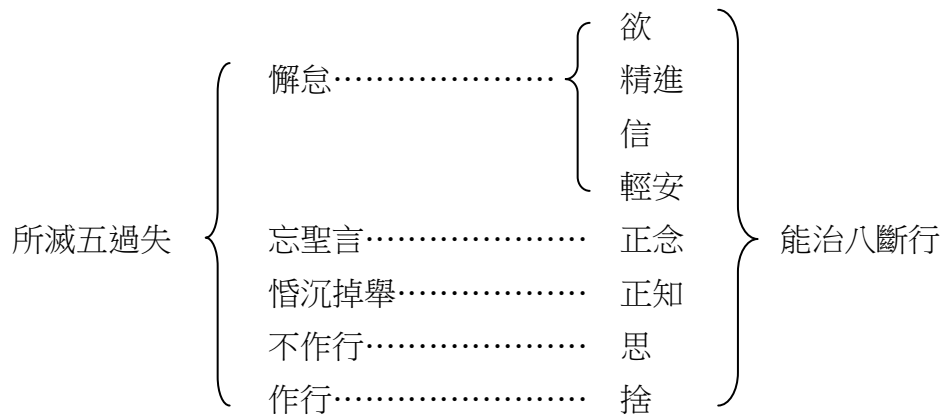 欲
懈怠………………… 精進
信
輕安
所滅五過失 忘聖言………………… 正念 能治八斷行
惛沉掉舉……………… 正知
不作行………………… 思
作行…………………… 捨